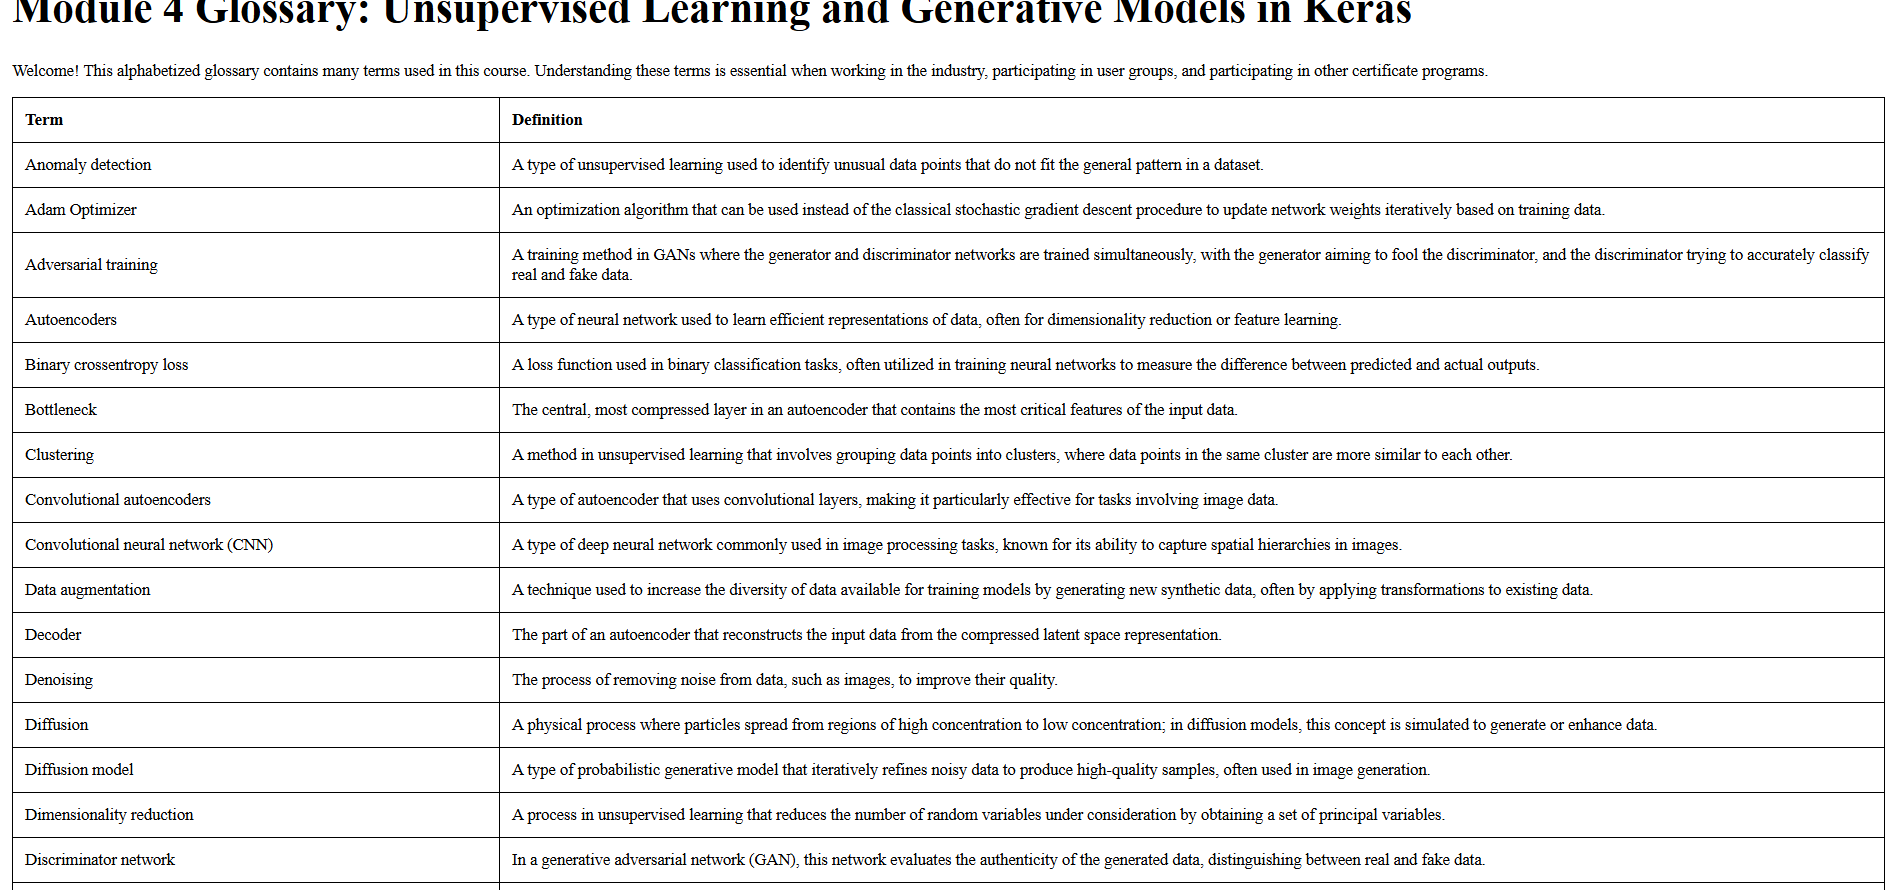 Module 4 Glossary: Unsupervised Learning and Generative Models in Keras
Welcome! This alphabetized glossary contains many terms used in this course. Understanding these terms is essential when working in the industry, participating in user groups, and participating in other certificate programs.
Term Definition
Anomaly detection A type of unsupervised learning used to identify unusual data points that do not fit the general pattern in a dataset.
Adam Optimizer An optimization algorithm that can be used instead of the classical stochastic gradient descent procedure to update network weights iteratively based on training data.
Adversarial training A training method in GANs where the generator and discriminator networks are trained simultaneously, with the generator aiming to fool the discriminator, and the discriminator trying to accurately classify
real and fake data.
Autoencoders A type of neural network used to learn efficient representations of data, often for dimensionality reduction or feature learning.
Binary crossentropy loss A loss function used in binary classification tasks, often utilized in training neural networks to measure the difference between predicted and actual outputs.
Bottleneck The central, most compressed layer in an autoencoder that contains the most critical features of the input data.
Clustering A method in unsupervised learning that involves grouping data points into clusters, where data points in the same cluster are more similar to each other.
Convolutional autoencoders A type of autoencoder that uses convolutional layers, making it particularly effective for tasks involving image data.
Convolutional neural network (CNN) A type of deep neural network commonly used in image processing tasks, known for its ability to capture spatial hierarchies in images.
Data augmentation A technique used to increase the diversity of data available for training models by generating new synthetic data, often by applying transformations to existing data.
Decoder The part of an autoencoder that reconstructs the input data from the compressed latent space representation.
Denoising The process of removing noise from data, such as images, to improve their quality.
Diffusion A physical process where particles spread from regions of high concentration to low concentration; in diffusion models, this concept is simulated to generate or enhance data.
Diffusion model A type of probabilistic generative model that iteratively refines noisy data to produce high-quality samples, often used in image generation.
Dimensionality reduction A process in unsupervised learning that reduces the number of random variables under consideration by obtaining a set of principal variables.
Discriminator network In a generative adversarial network (GAN), this network evaluates the authenticity of the generated data, distinguishing between real and fake data.